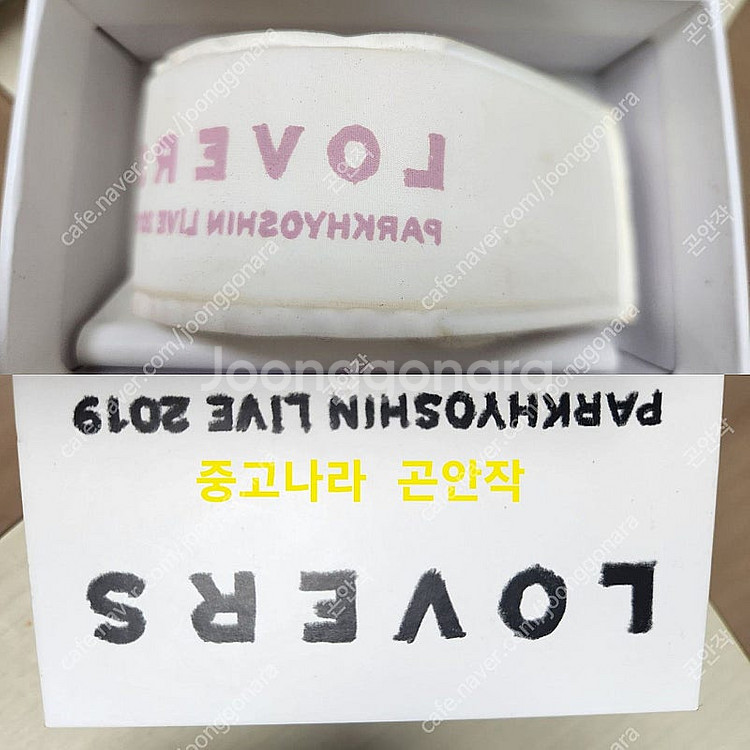 LOVERS
PARKHYOSHIN LIVE 201
Joonggonara
PARKHYOSHIN LIVE 2019
중고나라 곤안작
LOVERS
cafe.naver.com/joonggonara
곤안작